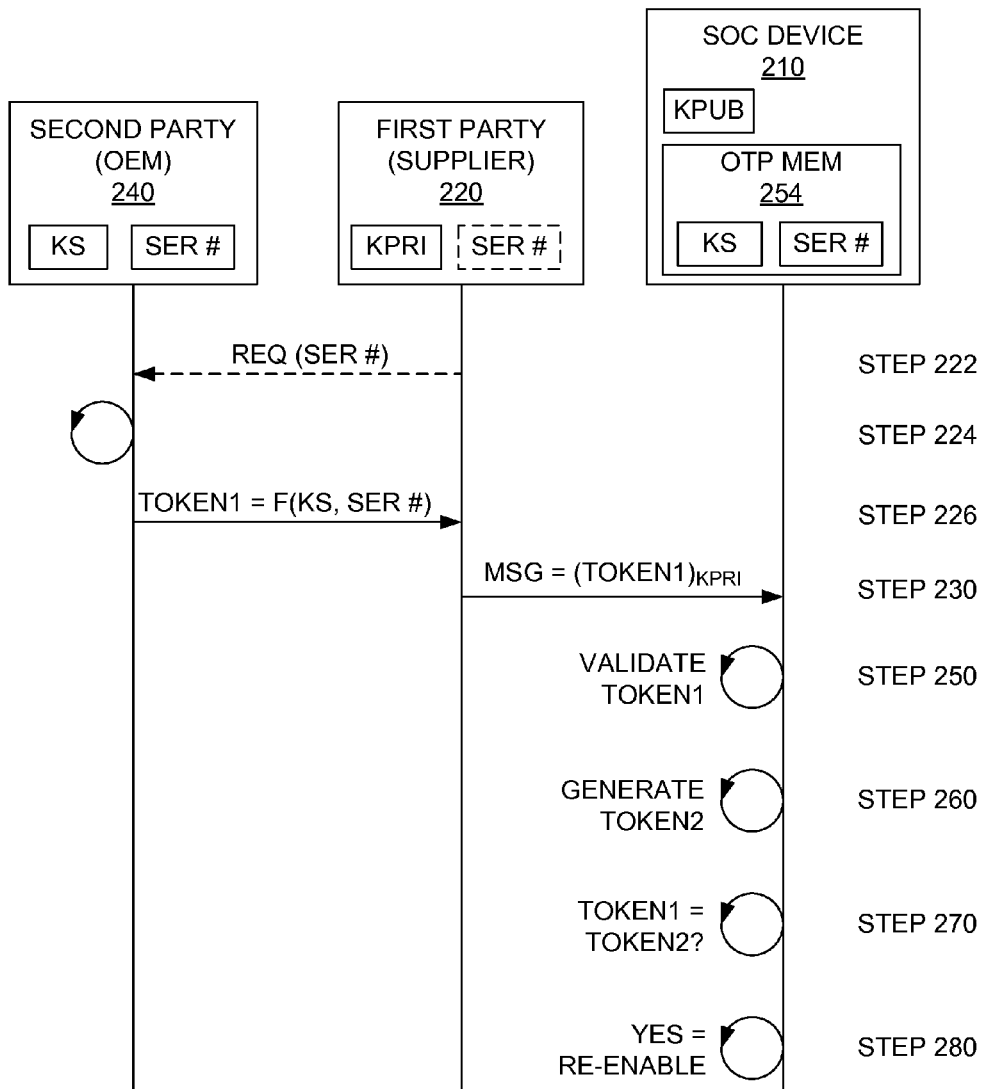 SECOND PARTY
(OEM)
240
KS
SER #
FIRST PARTY
(SUPPLIER)
220
KPRI
SER #
SOC DEVICE
210
KPUB
OTP MEM
254
KS
SER #
REQ (SER #)
STEP 222
STEP 224
TOKEN1 = F(KS, SER #)
STEP 226
MSG = (TOKEN1)KPRI
STEP 230
VALIDATE
TOKEN1
STEP 250
GENERATE
TOKEN2
STEP 260
TOKEN1 =
TOKEN2?
STEP 270
YES =
RE-ENABLE
STEP 280